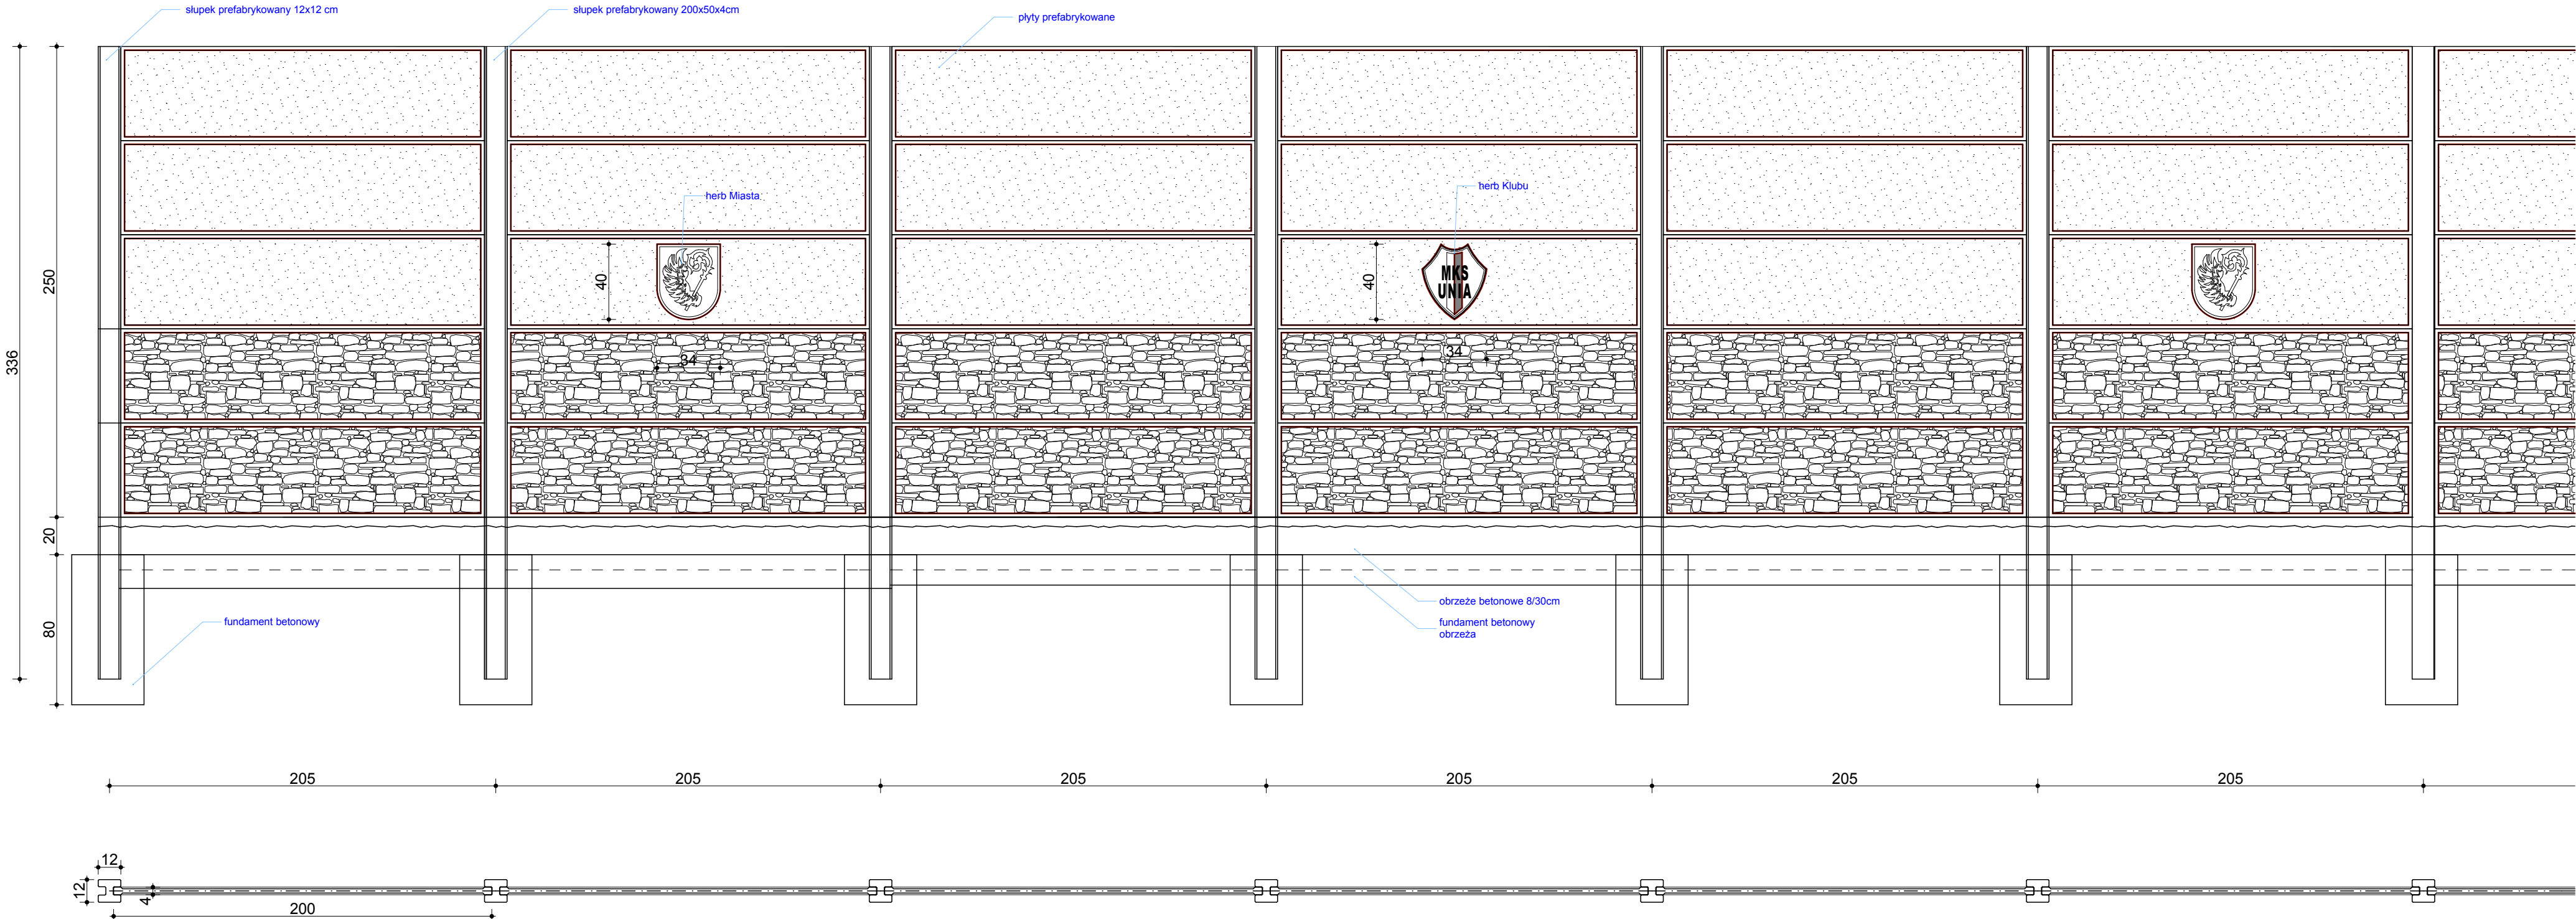 słupek prefabrykowany 12x12 cm
słupek prefabrykowany 200x50x4cm
płyty prefabrykowane
herb Miasta
herb Klubu
336
250
20
80
40
34
40
34
MKS
UNIA
fundament betonowy
obrzeże betonowe 8/30cm
fundament betonowy
obrzeża
205
205
205
205
205
205
12
12
4
200